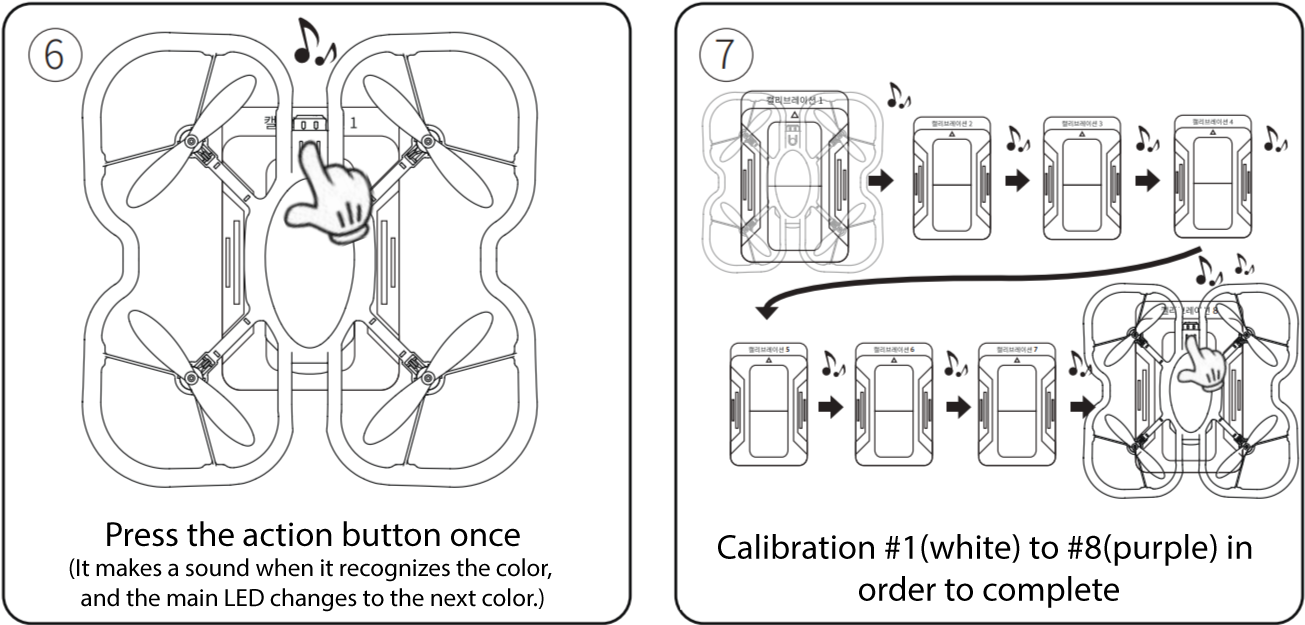 6
캘 1
Press the action button once
(It makes a sound when it recognizes the color,
and the main LED changes to the next color.)
7
캘리브레이션 1
캘리브레이션 2
캘리브레이션 3
캘리브레이션 4
캘리브레이션 5
캘리브레이션 6
캘리브레이션 7
캘리브레이션 8
Calibration #1(white) to #8(purple) in
order to complete